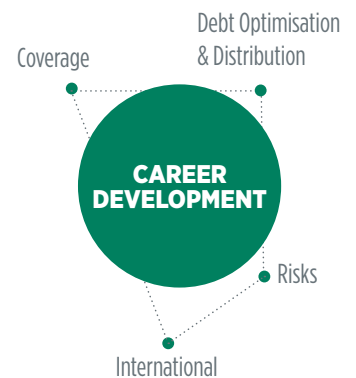 Debt Optimisation
& Distribution
Coverage
CAREER
DEVELOPMENT
Risks
International